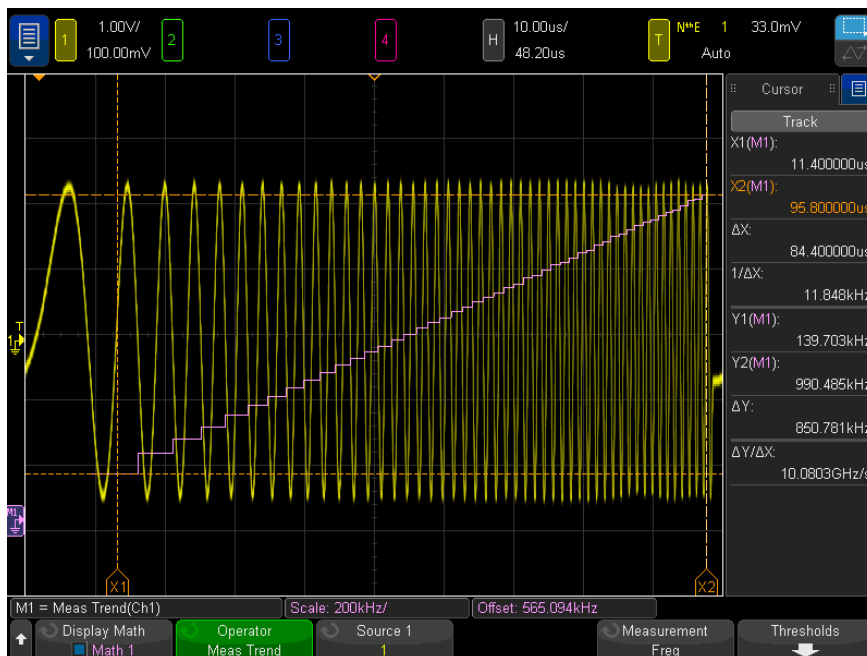 1 1.00V/ 2 3 4 H 10.00us/ T NthE 1 33.0mV
100.00mV 48.20us Auto
Cursor
Track
X1(M1):
11.400000us
X2(M1):
95.800000us
ΔX:
84.400000us
1/ΔX:
11.848kHz
Y1(M1):
139.703kHz
Y2(M1):
990.485kHz
ΔY:
850.781kHz
ΔY/ΔX:
10.0803GHz/s
T
1
M1
X1 X2
M1 = Meas Trend(Ch1) Scale: 200kHz/ Offset: 565.094kHz
Display Math Operator Source 1 Measurement Thresholds
Math 1 Meas Trend 1 Freq